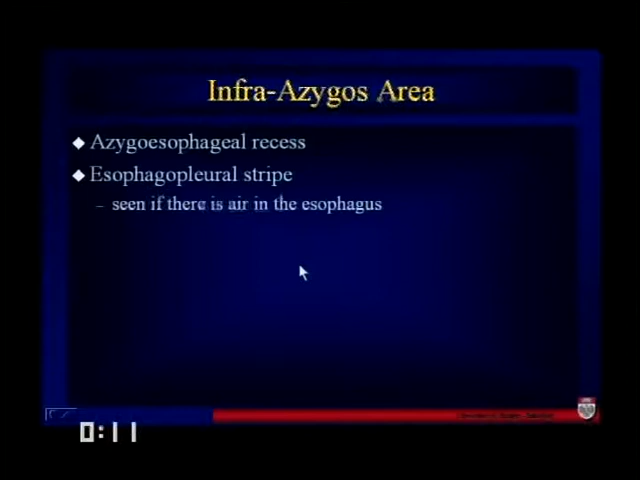 Infra-Azygos Area
Azygoesophageal recess
Esophagopleural stripe
– seen if there is air in the esophagus
0:11